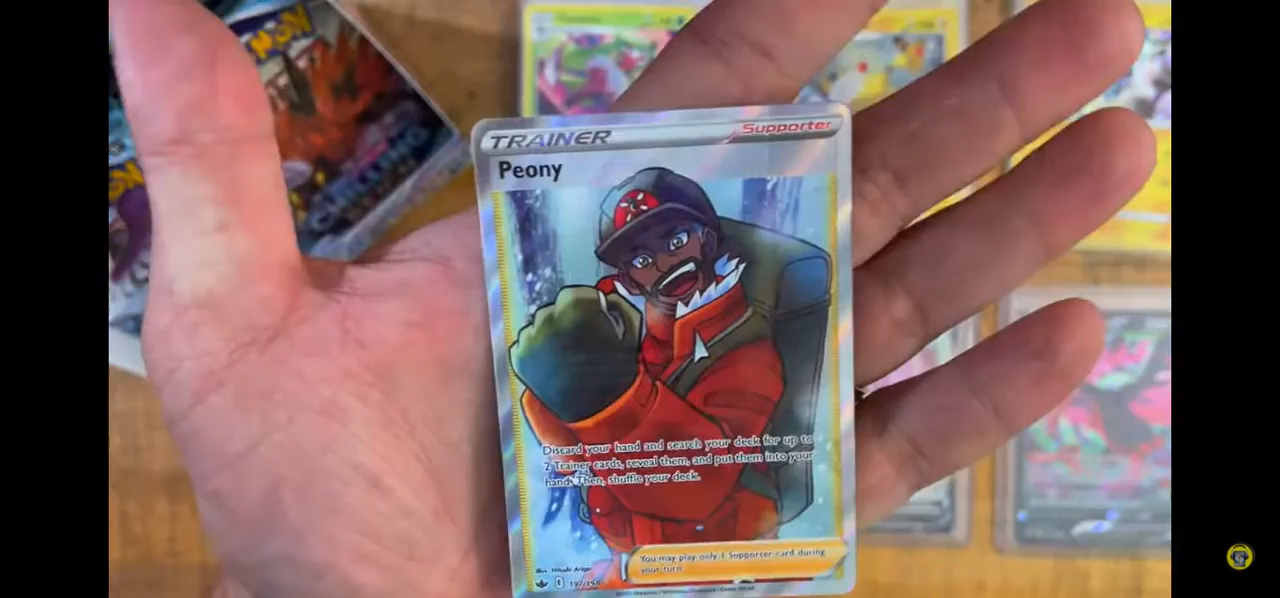 TRAINER
Supporter
Peony
Discard your hand and search your deck for up to
2 Trainer cards, reveal them, and put them into your
hand. Then, shuffle your deck.
You may play only 1 Supporter card during
your turn.
Illus. Hitoshi Ariga
197/198